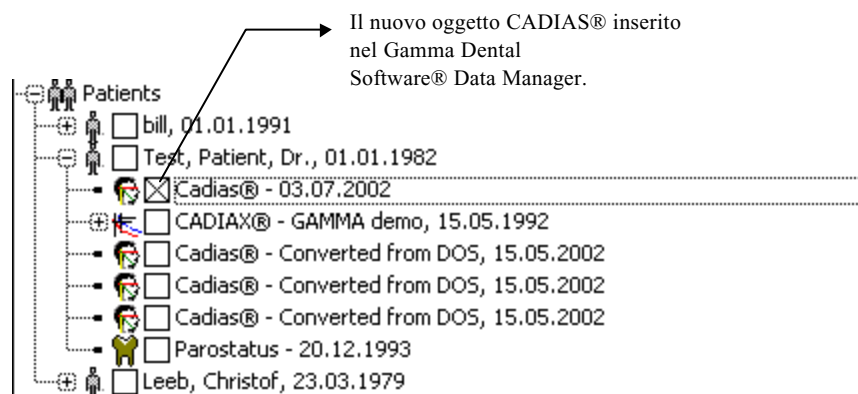 Il nuovo oggetto CADIAS® inserito
nel Gamma Dental
Software® Data Manager.
Patients
bill, 01.01.1991
Test, Patient, Dr., 01.01.1982
Cadias® - 03.07.2002
CADIAX® - GAMMA demo, 15.05.1992
Cadias® - Converted from DOS, 15.05.2002
Cadias® - Converted from DOS, 15.05.2002
Cadias® - Converted from DOS, 15.05.2002
Parostatus - 20.12.1993
Leeb, Christof, 23.03.1979